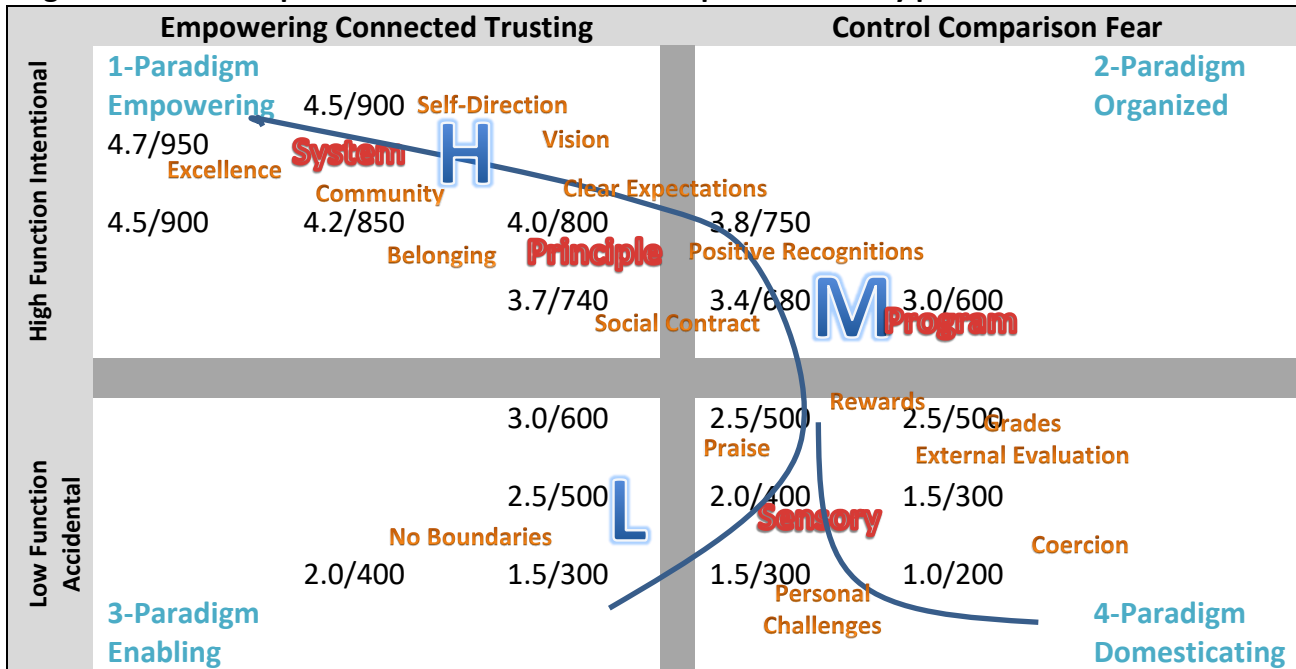 Empowering Connected Trusting
Control Comparison Fear
High Function Intentional
Low Function
Accidental
1-Paradigm
Empowering
2-Paradigm
Organized
4.5/900
Self-Direction
Vision
4.7/950
Excellence
System
H
Community
Clear Expectations
4.5/900
4.2/850
4.0/800
3.8/750
Belonging
Principle
Positive Recognitions
3.7/740
Social Contract
3.4/680
M
3.0/600
Program
3.0/600
2.5/500
Rewards
2.5/500
Grades
Praise
External Evaluation
2.5/500
L
2.0/400
1.5/300
Sensory
No Boundaries
Coercion
2.0/400
1.5/300
1.5/300
1.0/200
Personal
Challenges
3-Paradigm
Enabling
4-Paradigm
Domesticating